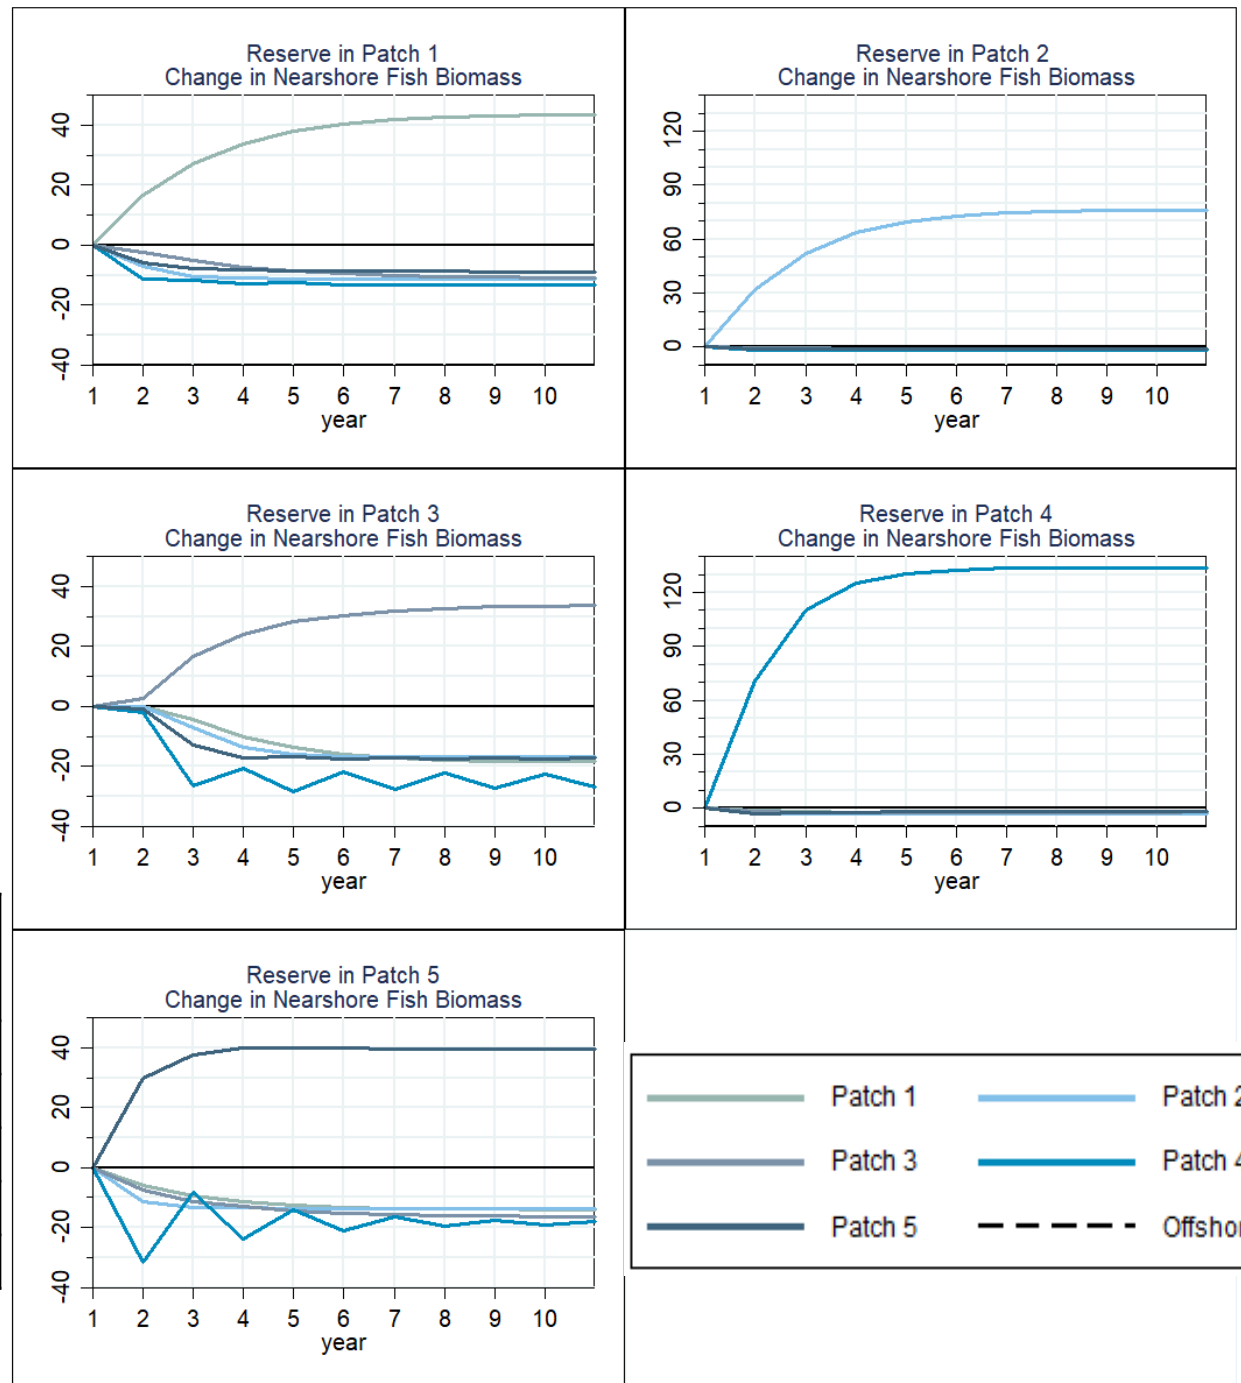 Reserve in Patch 1
Change in Nearshore Fish Biomass
40
20
0
-20
-40
1 2 3 4 5 6 7 8 9 10
year
Reserve in Patch 2
Change in Nearshore Fish Biomass
120
90
60
30
0
1 2 3 4 5 6 7 8 9 10
year
Reserve in Patch 3
Change in Nearshore Fish Biomass
40
20
0
-20
-40
1 2 3 4 5 6 7 8 9 10
year
Reserve in Patch 4
Change in Nearshore Fish Biomass
120
90
60
30
0
1 2 3 4 5 6 7 8 9 10
year
Reserve in Patch 5
Change in Nearshore Fish Biomass
40
20
0
-20
-40
1 2 3 4 5 6 7 8 9 10
year
Patch 1 Patch 2
Patch 3 Patch 4
Patch 5 Offshor